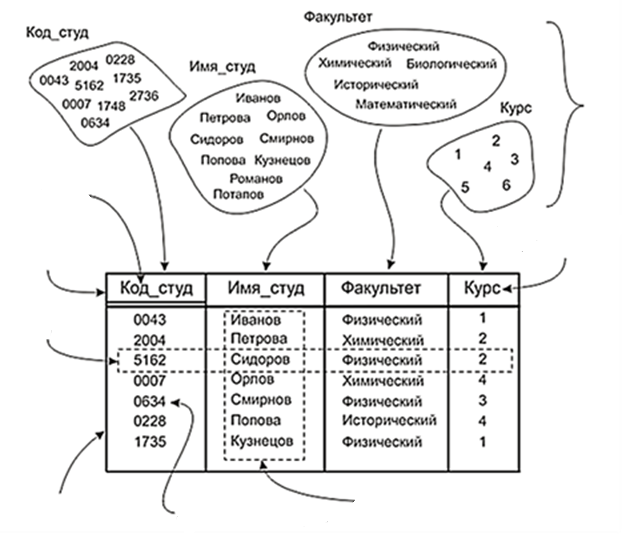 Код_студ
2004 0228
0043 5162 1735
0007 1748 2736
0634
Имя_студ
Иванов
Петрова Орлов
Сидоров Смирнов
Попова Кузнецов
Романов
Потапов
Факультет
Физический
Химический Биологический
Исторический
Математический
Курс
2
1 4 3
5 6
Код_студ Имя_студ Факультет Курс
0043 Иванов Физический 1
2004 Петрова Химический 2
5162 Сидоров Физический 2
0007 Орлов Химический 4
0634 Смирнов Физический 3
0228 Попова Исторический 4
1735 Кузнецов Физический 1